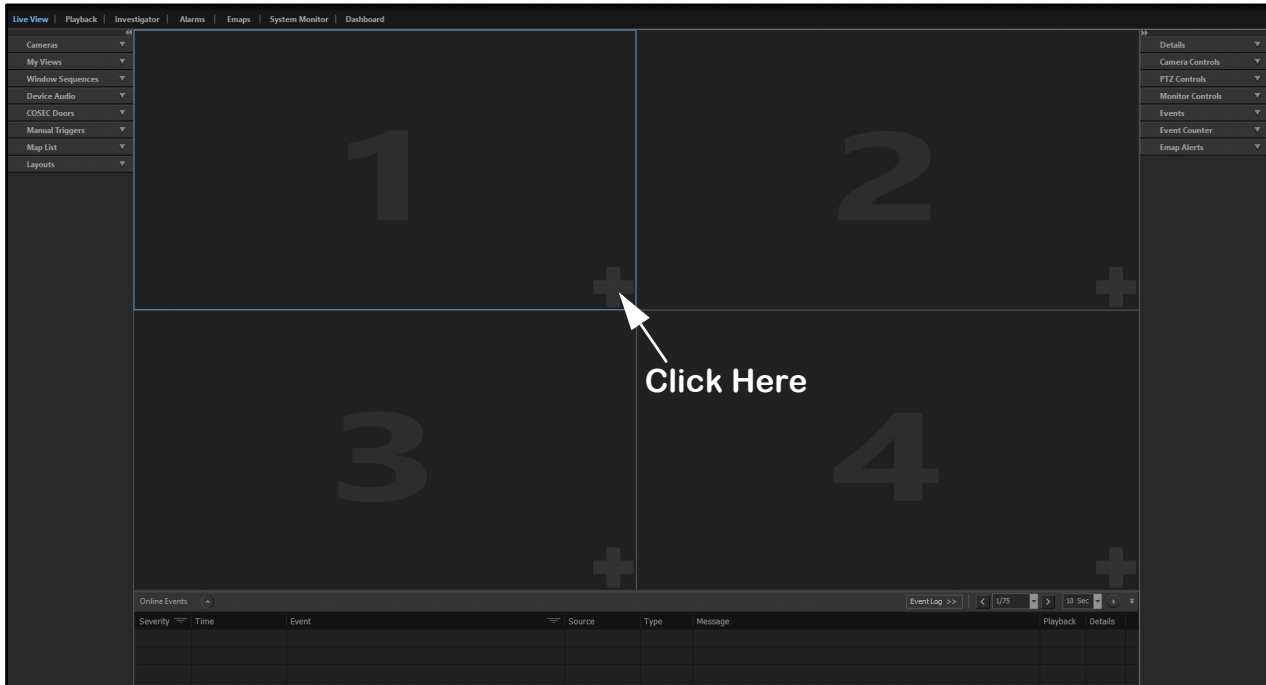 Live View | Playback | Investigator | Alarms | Emaps | System Monitor | Dashboard
Cameras
My Views
Window Sequences
Device Audio
COSEC Doors
Manual Triggers
Map List
Layouts
1
2
3
4
Click Here
Details
Camera Controls
PTZ Controls
Monitor Controls
Events
Event Counter
Emap Alerts
Online Events Event Log >> < 1/75 > 10 Sec
Severity Time Event Source Type Message Playback Details